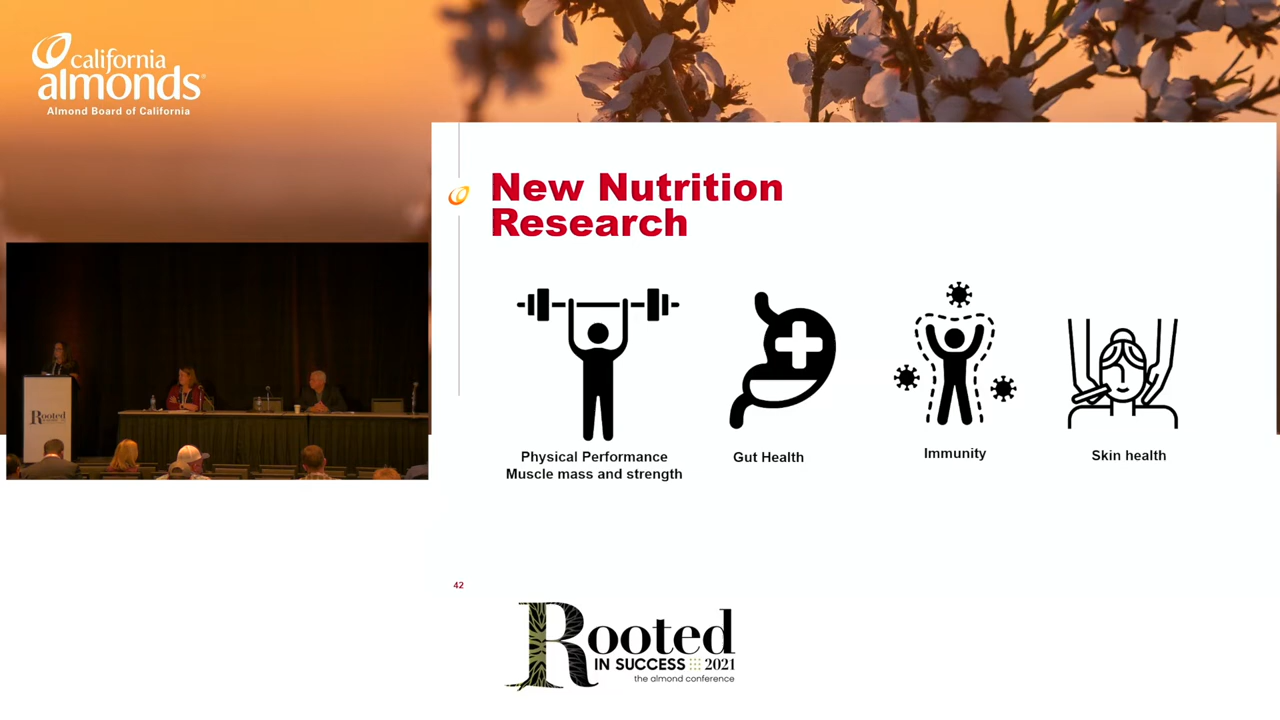 california
almonds
Almond Board of California
New Nutrition
Research
Physical Performance
Muscle mass and strength
Gut Health
Immunity
Skin health
42
Rooted
Rooted
IN SUCCESS 2021
the almond conference